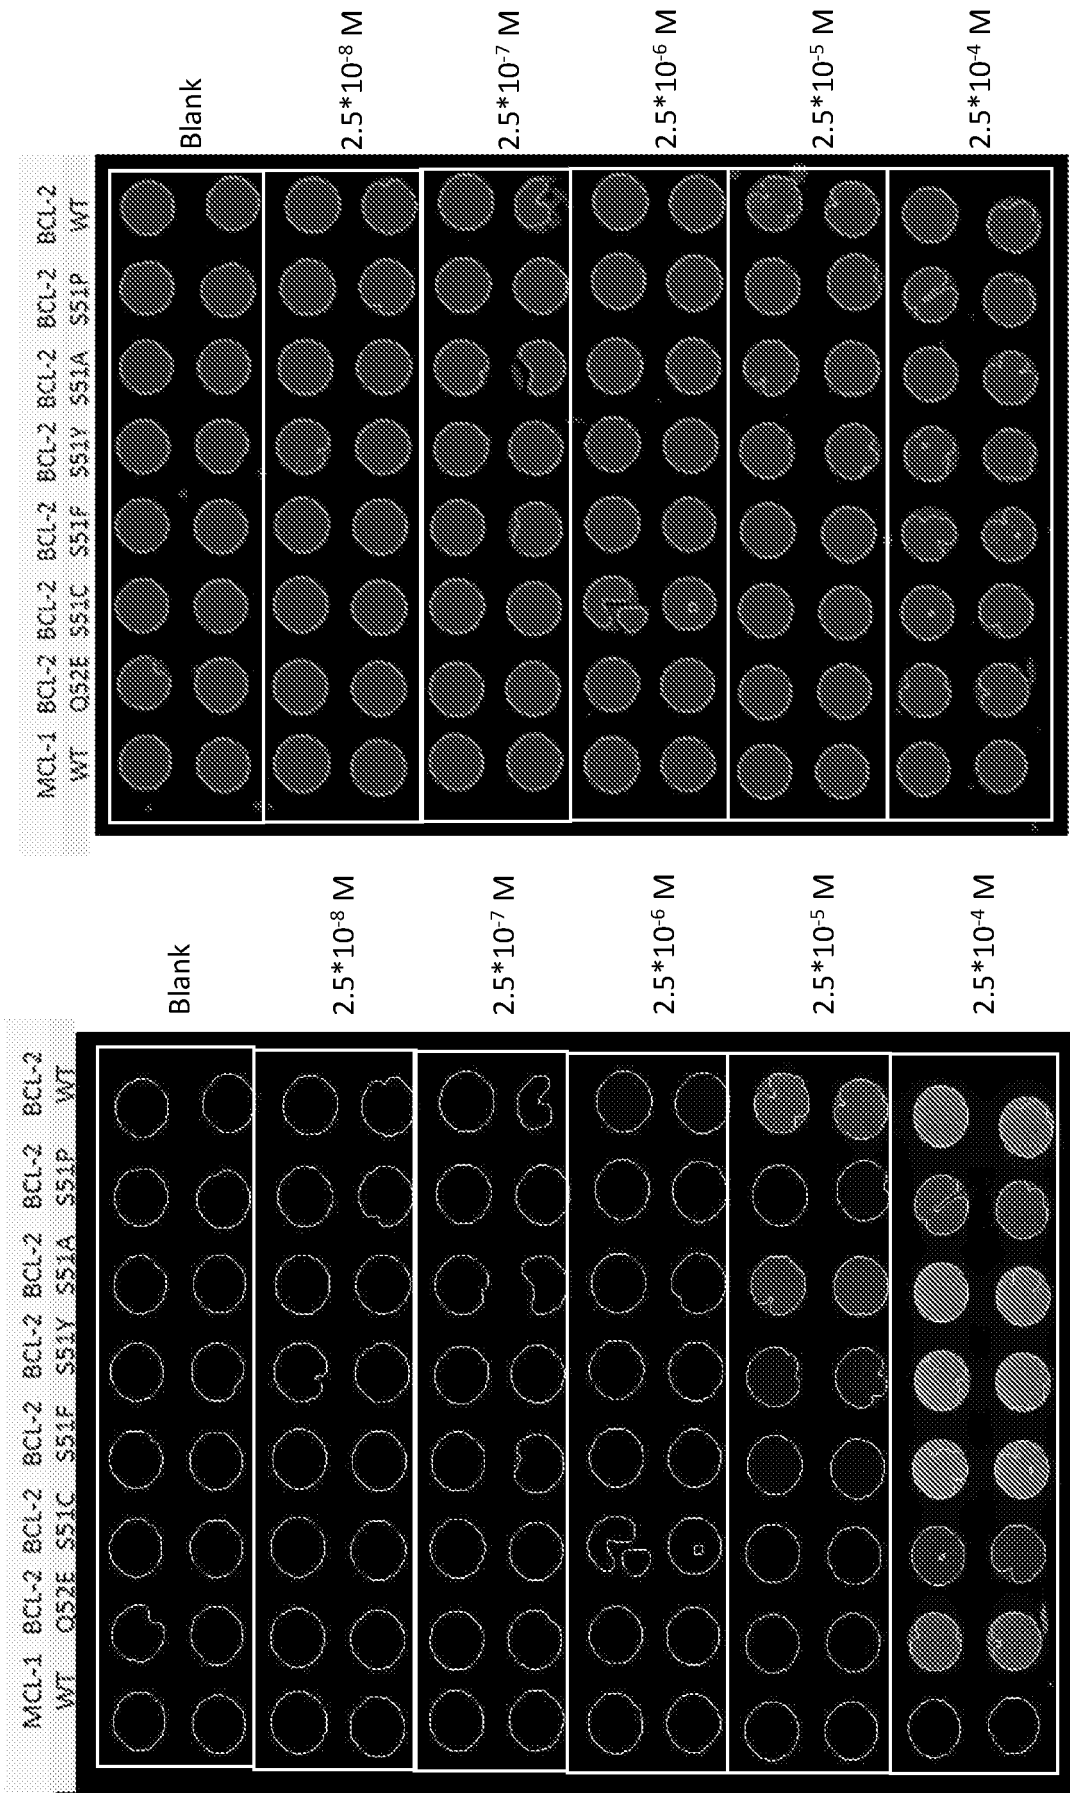 MCL-1 BCL-2 BCL-2 BCL-2 BCL-2 BCL-2 BCL-2 BCL-2
WT Q52E S51C S51F S51Y S51A S51P WT
Blank
2.5*10⁻⁸ M
2.5*10⁻⁷ M
2.5*10⁻⁶ M
2.5*10⁻⁵ M
2.5*10⁻⁴ M
MCL-1 BCL-2 BCL-2 BCL-2 BCL-2 BCL-2 BCL-2 BCL-2
WT Q52E S51C S51F S51Y S51A S51P WT
Blank
2.5*10⁻⁸ M
2.5*10⁻⁷ M
2.5*10⁻⁶ M
2.5*10⁻⁵ M
2.5*10⁻⁴ M